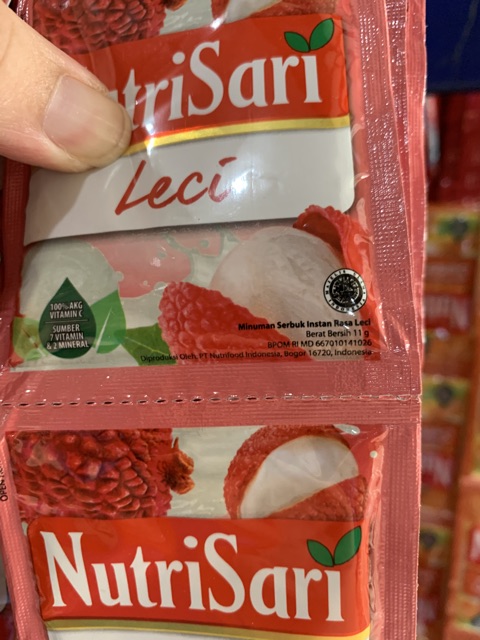 NutriSari
Leci
100% AKG
VITAMIN C
SUMBER
7 VITAMIN
& 2 MINERAL
Minuman Serbuk Instan Rasa Leci
Berat Bersih 11 g
BPOM RI MD 667010141026
Diproduksi Oleh: PT Nutrifood Indonesia, Bogor 16720, Indonesia
NutriSari